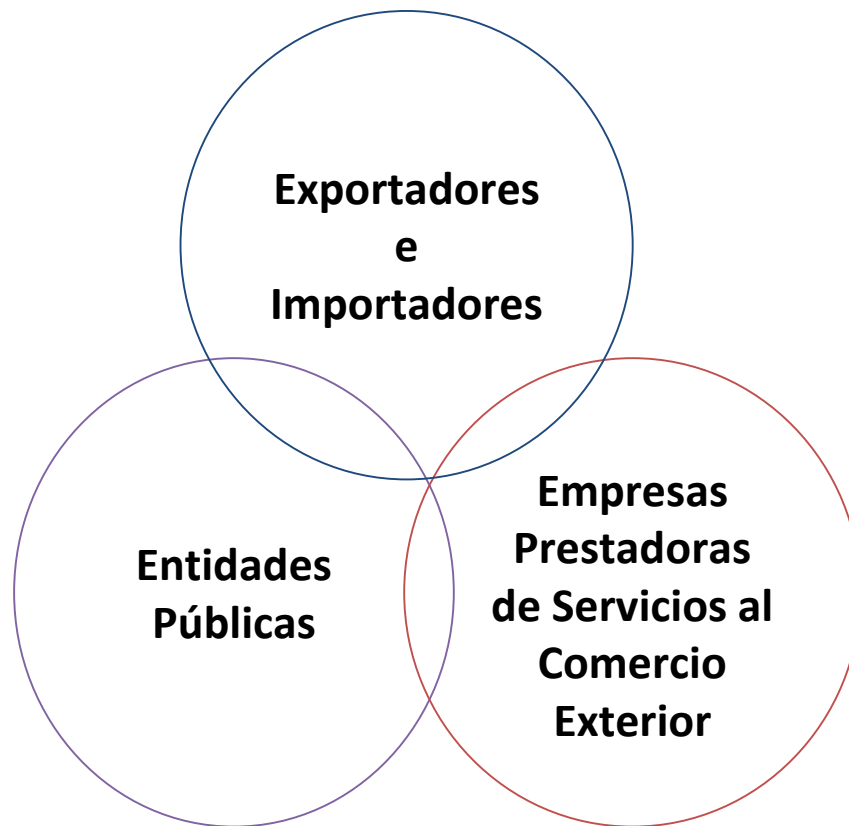 Exportadores
e
Importadores
Entidades
Públicas
Empresas
Prestadoras
de Servicios al
Comercio
Exterior